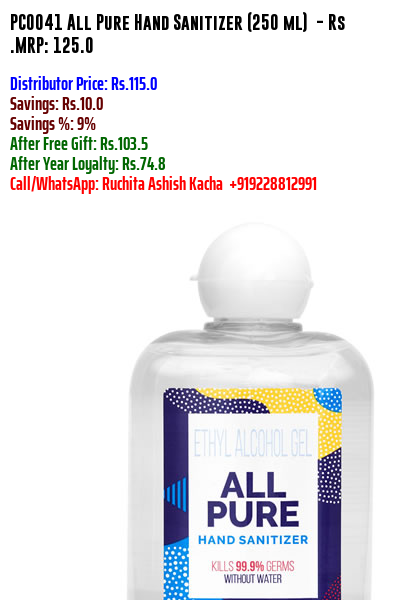 PC0041 All Pure Hand Sanitizer (250 ml)  - Rs
.MRP: 125.0
Distributor Price: Rs.115.0
Savings: Rs.10.0
Savings %: 9%
After Free Gift: Rs.103.5
After Year Loyalty: Rs.74.8
Call/WhatsApp: Ruchita Ashish Kacha  +919228812991
ETHYL ALCOHOL GEL
ALL
PURE
HAND SANITIZER
KILLS 99.9% GERMS
WITHOUT WATER